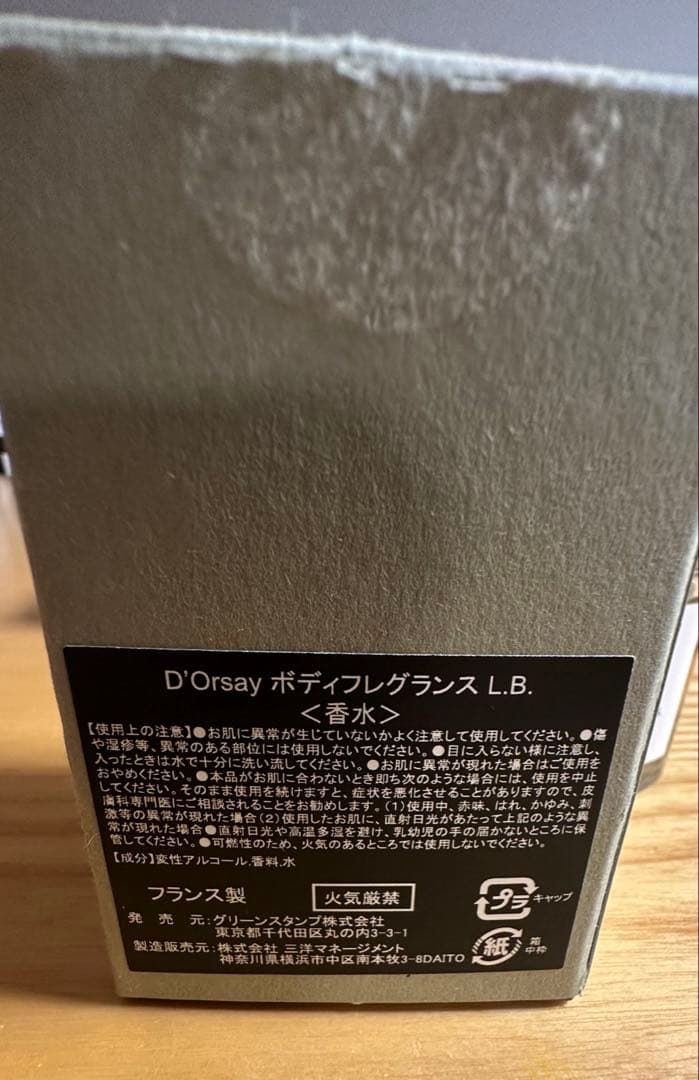 D'Orsay ボディフレグランス L.B.
＜香水＞
【使用上の注意】●お肌に異常が生じていないかよく注意して使用してください。●傷
や湿疹等、異常のある部位には使用しないでください。●目に入らない様に注意し、
入ったときは水で十分に洗い流してください。●お肌に異常が現れた場合はご使用を
おやめください。●本品がお肌に合わないとき即ち次のような場合には、使用を中止
してください。そのまま使用を続けますと、症状を悪化させることがありますので、皮
膚科専門医にご相談されることをお勧めします。(1)使用中、赤味、はれ、かゆみ、刺
激等の異常が現れた場合(2)使用したお肌に、直射日光があたって上記のような異
常が現れた場合●直射日光や高温多湿を避け、乳幼児の手の届かないところに保
管してください。●可燃性のため、火気のあるところでは使用しないでください。
【成分】変性アルコール,香料,水
フランス製
火気厳禁
プラ キャップ
発売元:グリーンスタンプ株式会社
東京都千代田区丸の内3-3-1
製造販売元:株式会社 三洋マネージメント
神奈川県横浜市中区南本牧3-8DAITO
紙 箱
中枠